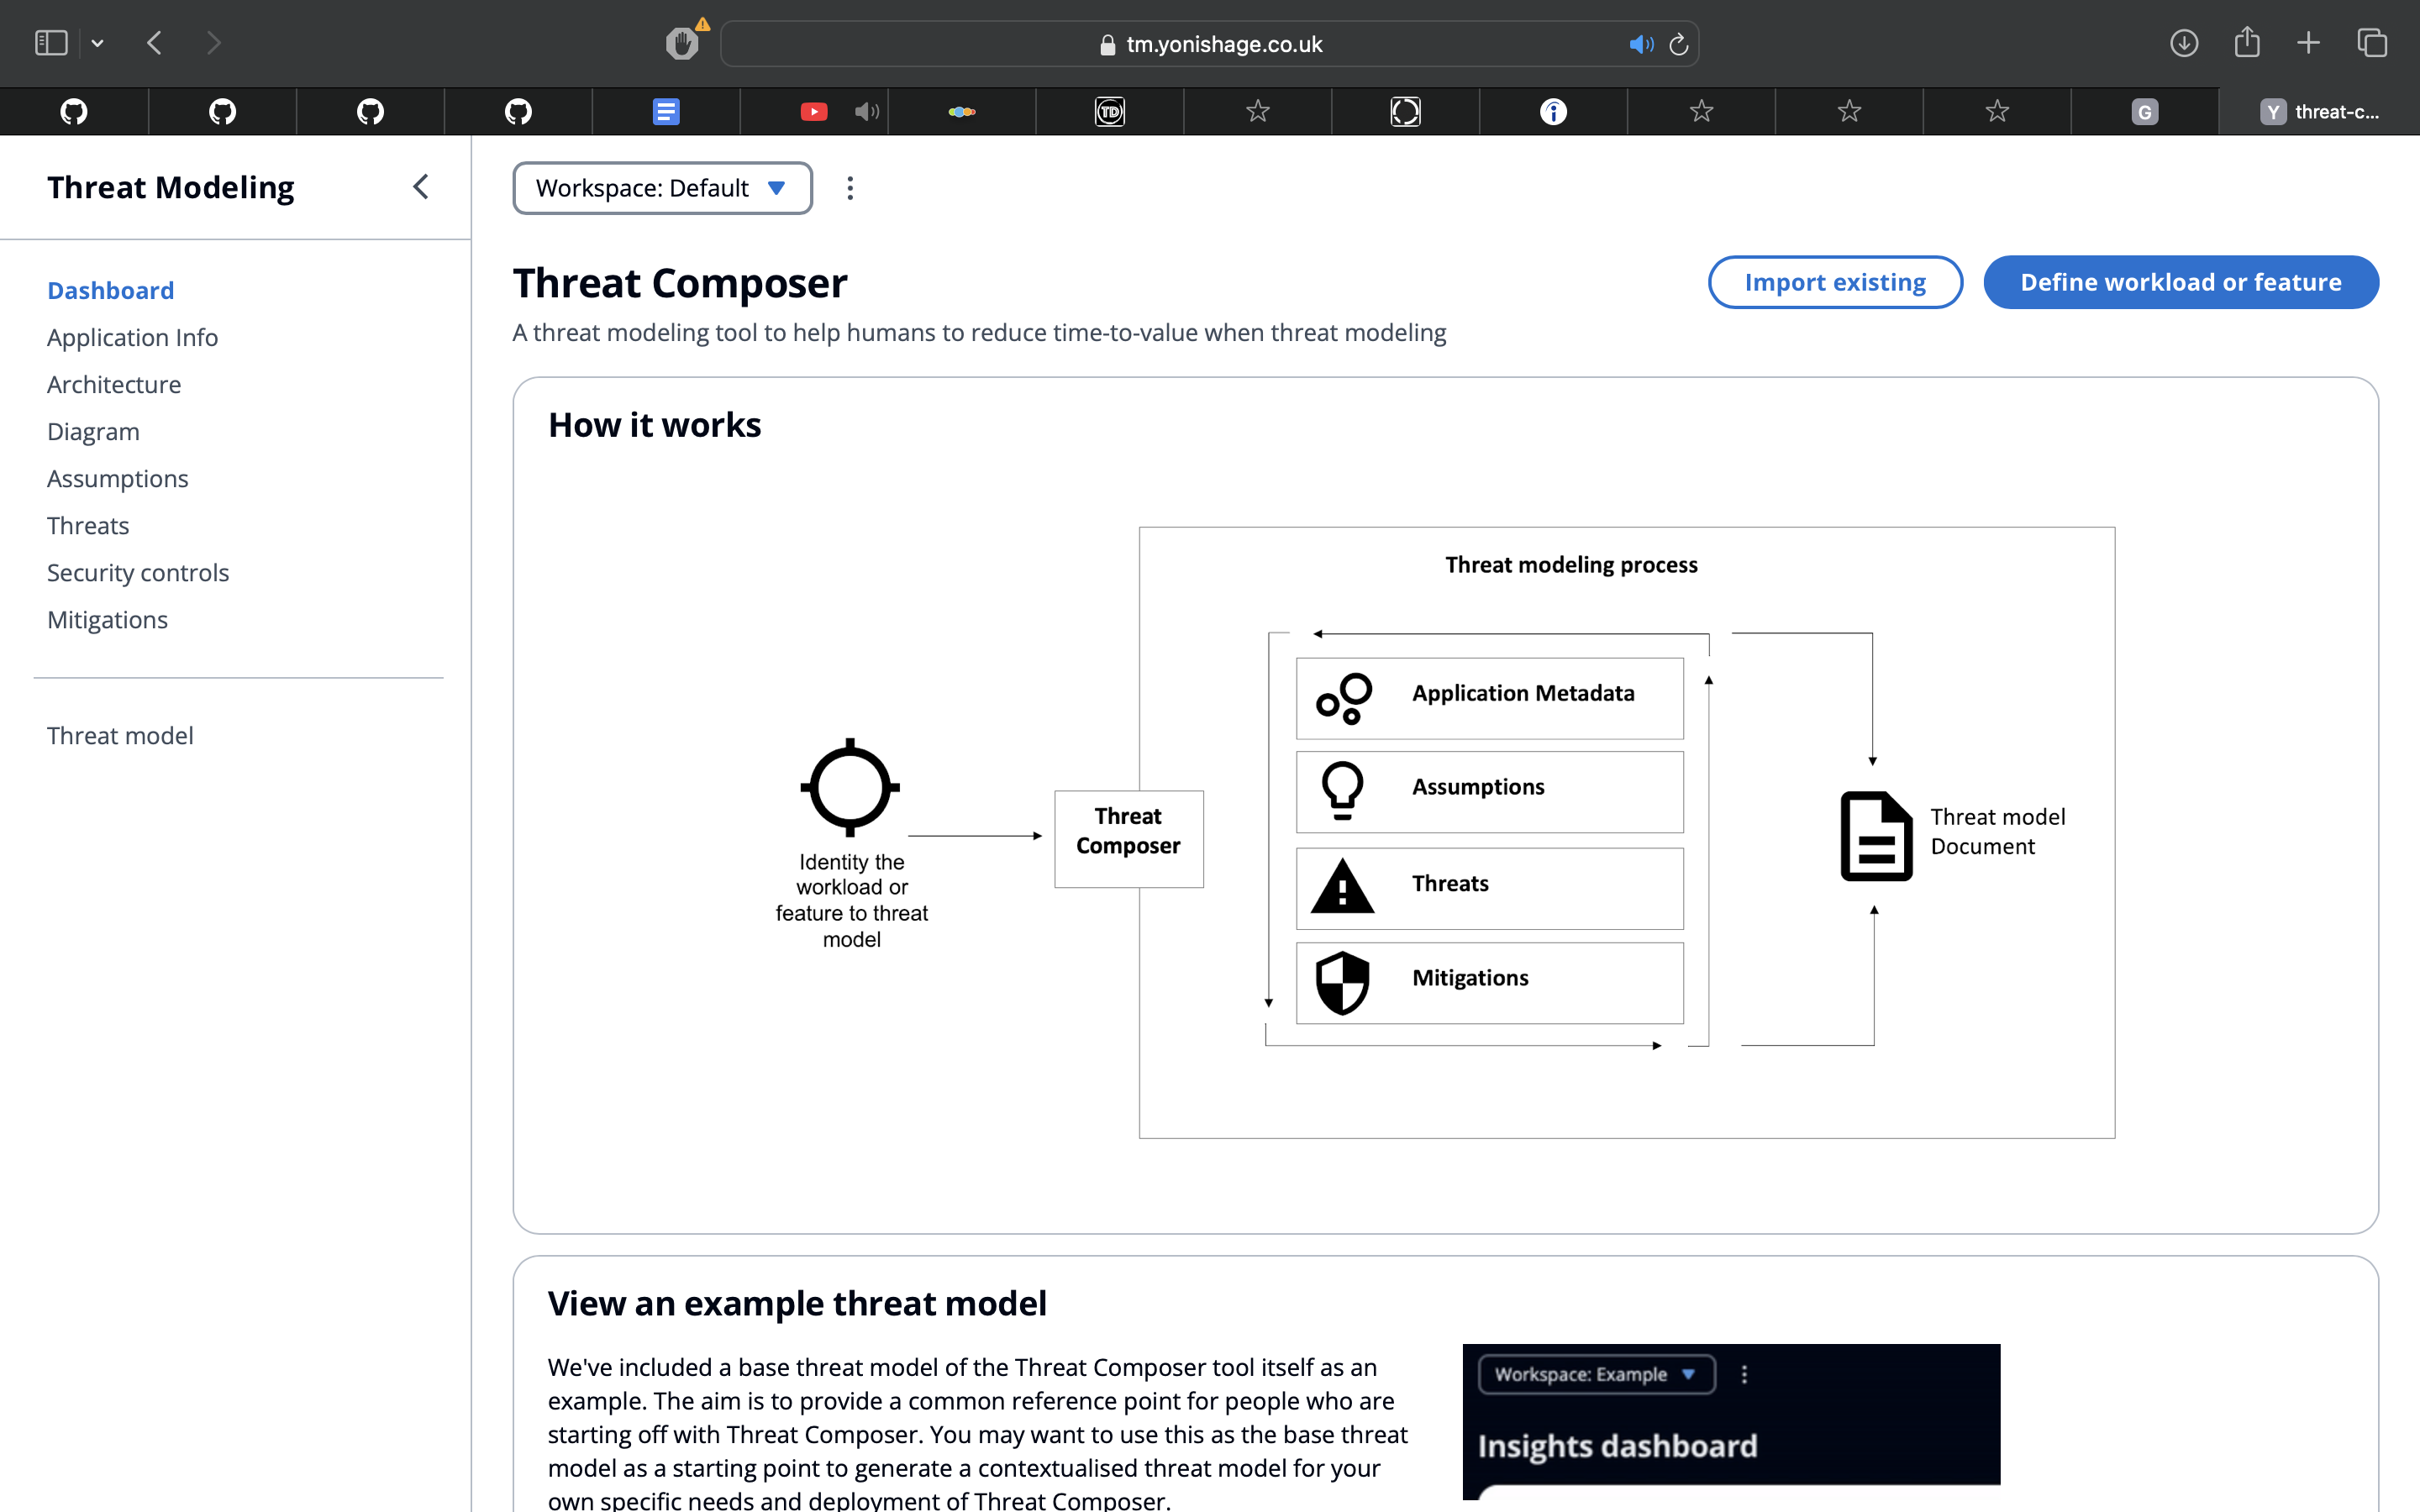 tm.yonishage.co.uk
TD
G
Y threat-c...
Threat Modeling
Dashboard
Application Info
Architecture
Diagram
Assumptions
Threats
Security controls
Mitigations
Threat model
Workspace: Default
Threat Composer
A threat modeling tool to help humans to reduce time-to-value when threat modeling
Import existing
Define workload or feature
How it works
Identity the
workload or
feature to threat
model
Threat
Composer
Threat modeling process
Application Metadata
Assumptions
Threats
Mitigations
Threat model
Document
View an example threat model
We've included a base threat model of the Threat Composer tool itself as an
example. The aim is to provide a common reference point for people who are
starting off with Threat Composer. You may want to use this as the base threat
model as a starting point to generate a contextualised threat model for your
own specific needs and deployment of Threat Composer.
Workspace: Example
Insights dashboard